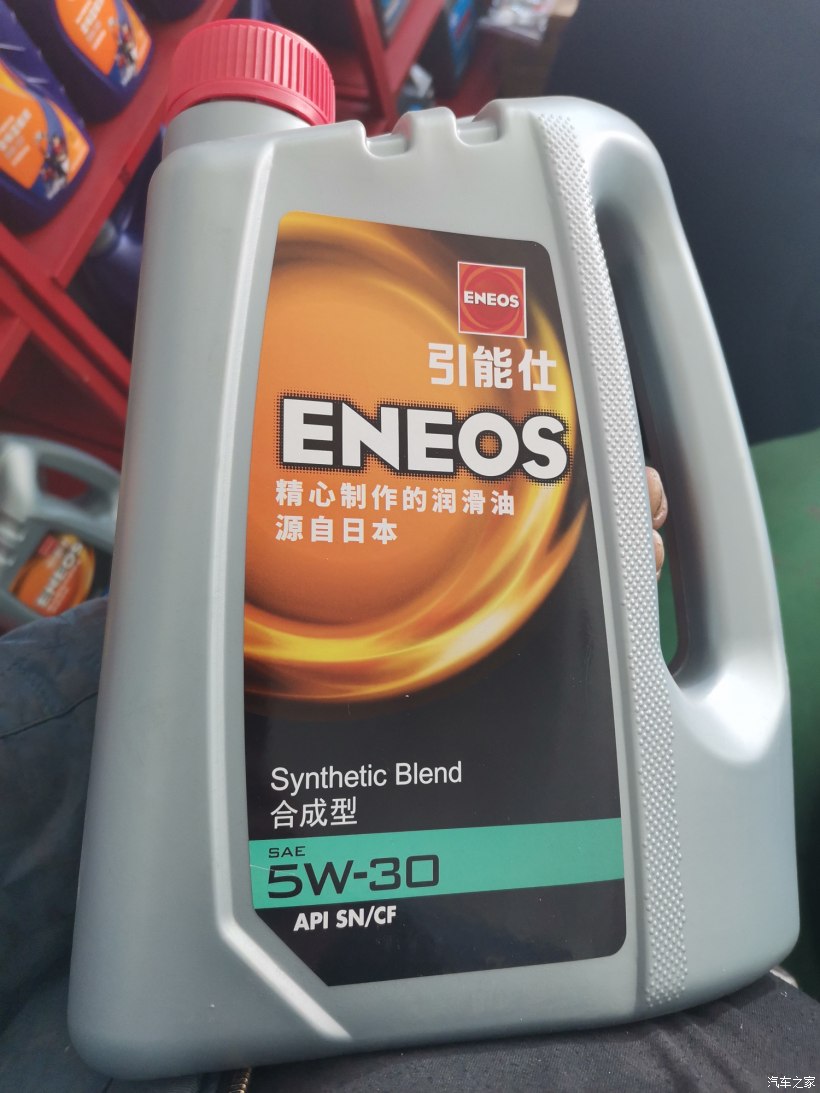 ENEOS
引能仕
ENEOS
精心制作的润滑油
源自日本
Synthetic Blend
合成型
SAE
5W-30
API SN/CF
ENEOS
汽车之家